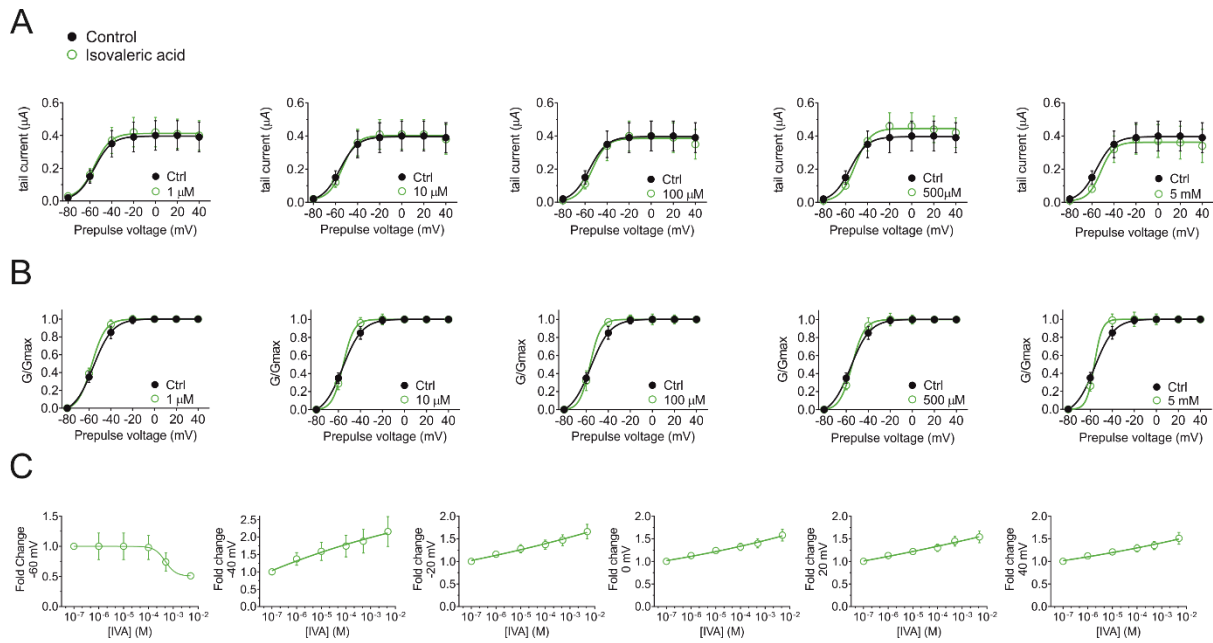 A
Control
Isovaleric acid
tail current (μA)
0.6
0.4
0.2
0.0
Ctrl
1 μM
-80 -60 -40 -20 0 20 40
Prepulse voltage (mV)
tail current (μA)
0.6
0.4
0.2
0.0
Ctrl
10 μM
-80 -60 -40 -20 0 20 40
Prepulse voltage (mV)
tail current (μA)
0.6
0.4
0.2
0.0
Ctrl
100 μM
-80 -60 -40 -20 0 20 40
Prepulse voltage (mV)
tail current (μA)
0.6
0.4
0.2
0.0
Ctrl
500μM
-80 -60 -40 -20 0 20 40
Prepulse voltage (mV)
tail current (μA)
0.6
0.4
0.2
0.0
Ctrl
5 mM
-80 -60 -40 -20 0 20 40
Prepulse voltage (mV)
B
G/Gmax
1.0
0.8
0.6
0.4
0.2
0.0
Ctrl
1 μM
-80 -60 -40 -20 0 20 40
Prepulse voltage (mV)
G/Gmax
1.0
0.8
0.6
0.4
0.2
0.0
Ctrl
10 μM
-80 -60 -40 -20 0 20 40
Prepulse voltage (mV)
G/Gmax
1.0
0.8
0.6
0.4
0.2
0.0
Ctrl
100 μM
-80 -60 -40 -20 0 20 40
Prepulse voltage (mV)
G/Gmax
1.0
0.8
0.6
0.4
0.2
0.0
Ctrl
500 μM
-80 -60 -40 -20 0 20 40
Prepulse voltage (mV)
G/Gmax
1.0
0.8
0.6
0.4
0.2
0.0
Ctrl
5 mM
-80 -60 -40 -20 0 20 40
Prepulse voltage (mV)
C
Fold Change
-60 mV
1.5
1.0
0.5
0.0
10⁻⁷ 10⁻⁶ 10⁻⁵ 10⁻⁴ 10⁻³ 10⁻²
[IVA] (M)
Fold change
-40 mV
2.5
2.0
1.5
1.0
0.5
0.0
10⁻⁷ 10⁻⁶ 10⁻⁵ 10⁻⁴ 10⁻³ 10⁻²
[IVA] (M)
Fold change
-20 mV
2.0
1.5
1.0
0.5
0.0
10⁻⁷ 10⁻⁶ 10⁻⁵ 10⁻⁴ 10⁻³ 10⁻²
[IVA] (M)
Fold change
0 mV
2.0
1.5
1.0
0.5
0.0
10⁻⁷ 10⁻⁶ 10⁻⁵ 10⁻⁴ 10⁻³ 10⁻²
[IVA] (M)
Fold change
20 mV
2.0
1.5
1.0
0.5
0.0
10⁻⁷ 10⁻⁶ 10⁻⁵ 10⁻⁴ 10⁻³ 10⁻²
[IVA] (M)
Fold change
40 mV
2.0
1.5
1.0
0.5
0.0
10⁻⁷ 10⁻⁶ 10⁻⁵ 10⁻⁴ 10⁻³ 10⁻²
[IVA] (M)